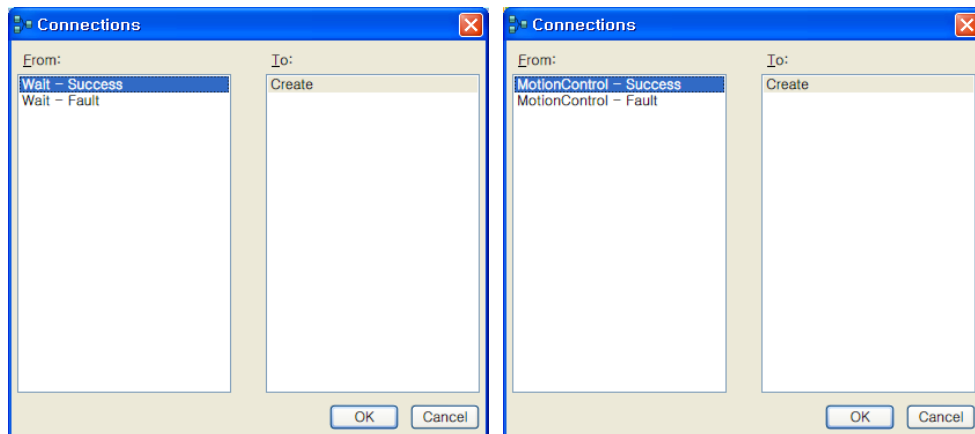 Connections
From:
To:
Wait - Success
Wait - Fault
Create
OK
Cancel
Connections
From:
To:
MotionControl - Success
MotionControl - Fault
Create
OK
Cancel